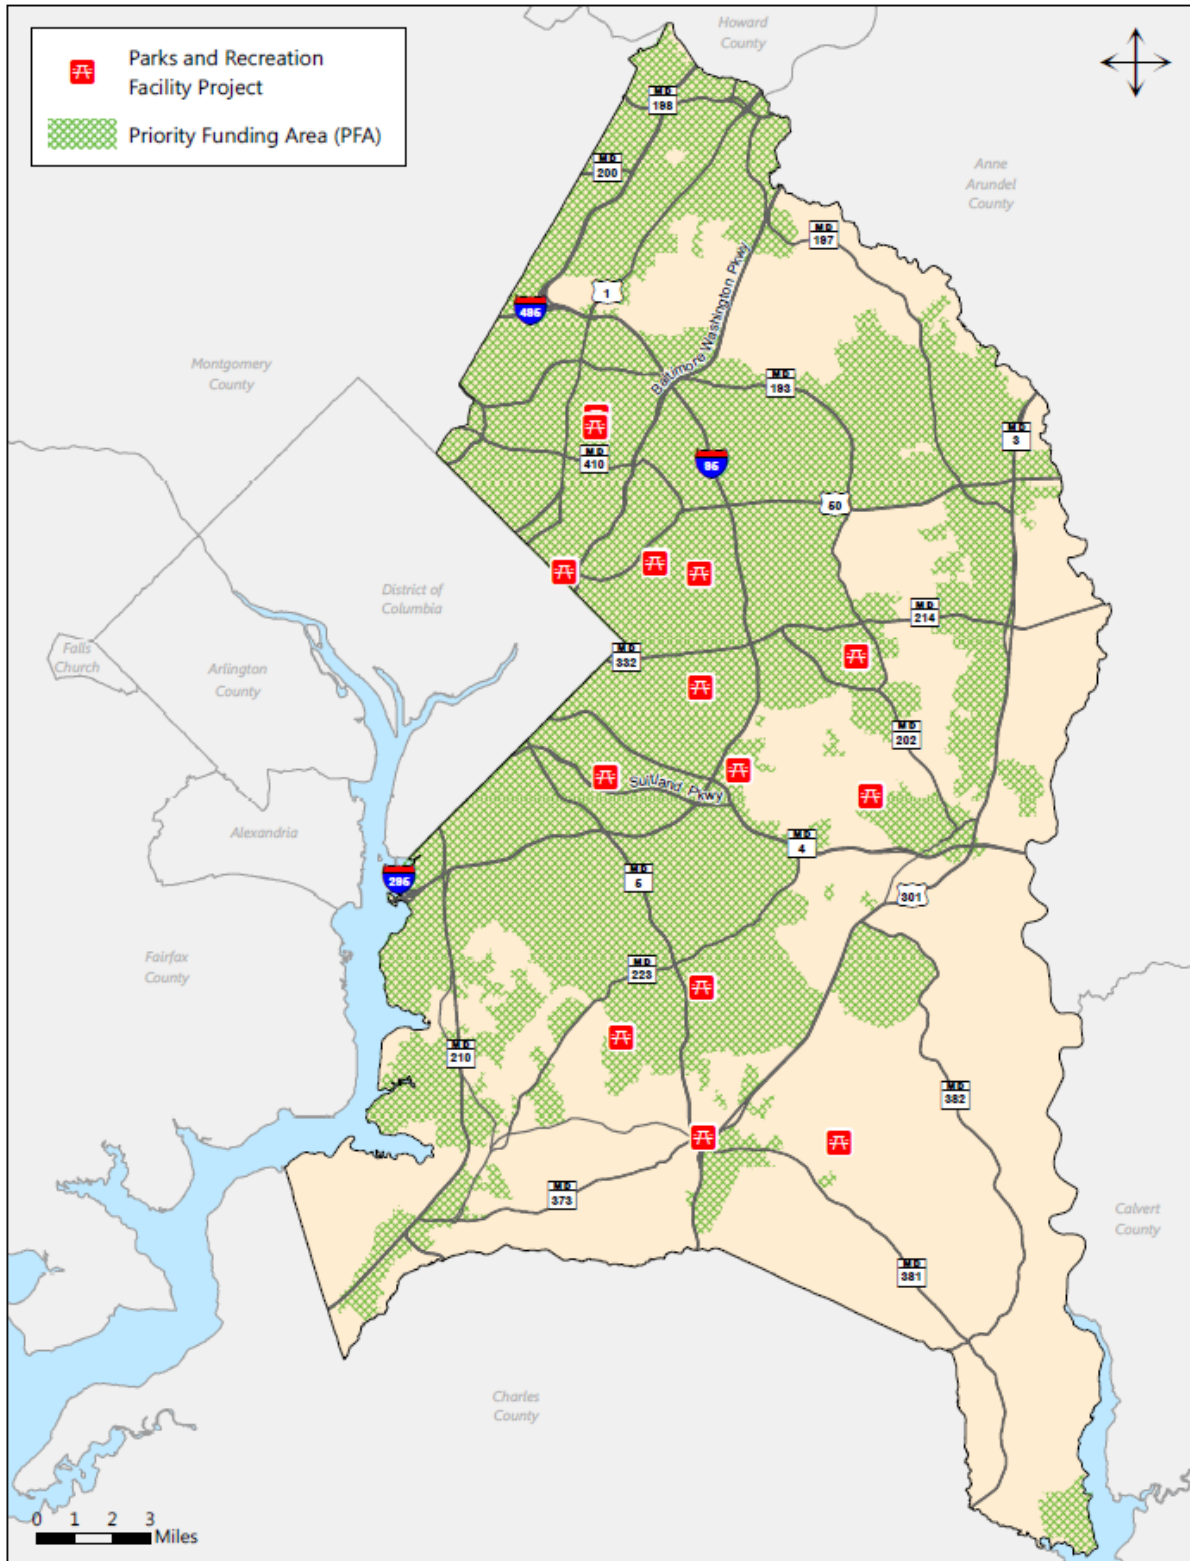 Parks and Recreation
Facility Project
Priority Funding Area (PFA)
Howard
County
MD
198
MD
200
Anne
Arundel
County
MD
197
1
495
Baltimore Washington Pkwy
Montgomery
County
MD
193
MD
3
MD
410
95
50
District of
Columbia
MD
214
Falls
Church
MD
332
Arlington
County
MD
202
Suitland Pkwy
Alexandria
MD
4
MD
5
295
301
Fairfax
County
MD
223
MD
210
MD
382
MD
373
Calvert
County
MD
381
Charles
County
0 1 2 3
Miles